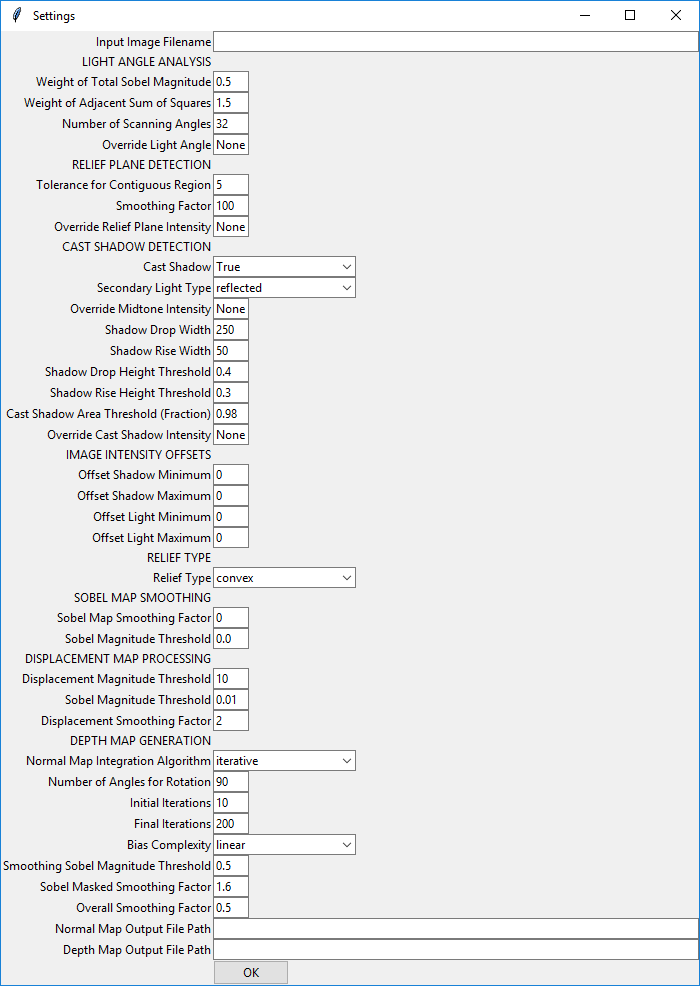 Settings
Input Image Filename
LIGHT ANGLE ANALYSIS
Weight of Total Sobel Magnitude 0.5
Weight of Adjacent Sum of Squares 1.5
Number of Scanning Angles 32
Override Light Angle None
RELIEF PLANE DETECTION
Tolerance for Contiguous Region 5
Smoothing Factor 100
Override Relief Plane Intensity None
CAST SHADOW DETECTION
Cast Shadow True
Secondary Light Type reflected
Override Midtone Intensity None
Shadow Drop Width 250
Shadow Rise Width 50
Shadow Drop Height Threshold 0.4
Shadow Rise Height Threshold 0.3
Cast Shadow Area Threshold (Fraction) 0.98
Override Cast Shadow Intensity None
IMAGE INTENSITY OFFSETS
Offset Shadow Minimum 0
Offset Shadow Maximum 0
Offset Light Minimum 0
Offset Light Maximum 0
RELIEF TYPE
Relief Type convex
SOBEL MAP SMOOTHING
Sobel Map Smoothing Factor 0
Sobel Magnitude Threshold 0.0
DISPLACEMENT MAP PROCESSING
Displacement Magnitude Threshold 10
Sobel Magnitude Threshold 0.01
Displacement Smoothing Factor 2
DEPTH MAP GENERATION
Normal Map Integration Algorithm iterative
Number of Angles for Rotation 90
Initial Iterations 10
Final Iterations 200
Bias Complexity linear
Smoothing Sobel Magnitude Threshold 0.5
Sobel Masked Smoothing Factor 1.6
Overall Smoothing Factor 0.5
Normal Map Output File Path
Depth Map Output File Path
OK